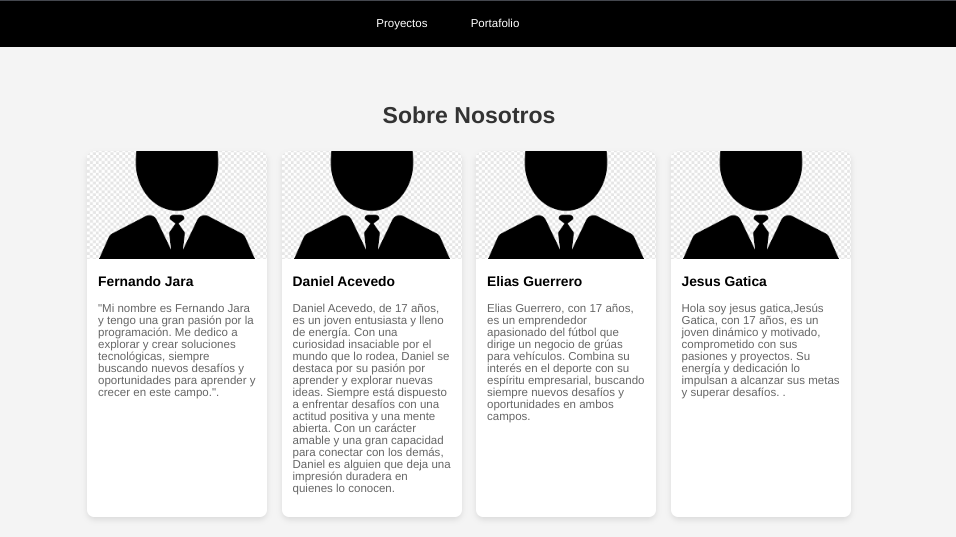 Proyectos Portafolio
Sobre Nosotros
Fernando Jara
"Mi nombre es Fernando Jara
y tengo una gran pasión por la
programación. Me dedico a
explorar y crear soluciones
tecnológicas, siempre
buscando nuevos desafíos y
oportunidades para aprender y
crecer en este campo.".
Daniel Acevedo
Daniel Acevedo, de 17 años,
es un joven entusiasta y lleno
de energía. Con una
curiosidad insaciable por el
mundo que lo rodea, Daniel se
destaca por su pasión por
aprender y explorar nuevas
ideas. Siempre está dispuesto
a enfrentar desafíos con una
actitud positiva y una mente
abierta. Con un carácter
amable y una gran capacidad
para conectar con los demás,
Daniel es alguien que deja una
impresión duradera en
quienes lo conocen.
Elias Guerrero
Elias Guerrero, con 17 años,
es un emprendedor
apasionado del fútbol que
dirige un negocio de grúas
para vehículos. Combina su
interés en el deporte con su
espíritu empresarial, buscando
siempre nuevos desafíos y
oportunidades en ambos
campos.
Jesus Gatica
Hola soy jesus gatica,Jesús
Gatica, con 17 años, es un
joven dinámico y motivado,
comprometido con sus
pasiones y proyectos. Su
energía y dedicación lo
impulsan a alcanzar sus metas
y superar desafíos. .